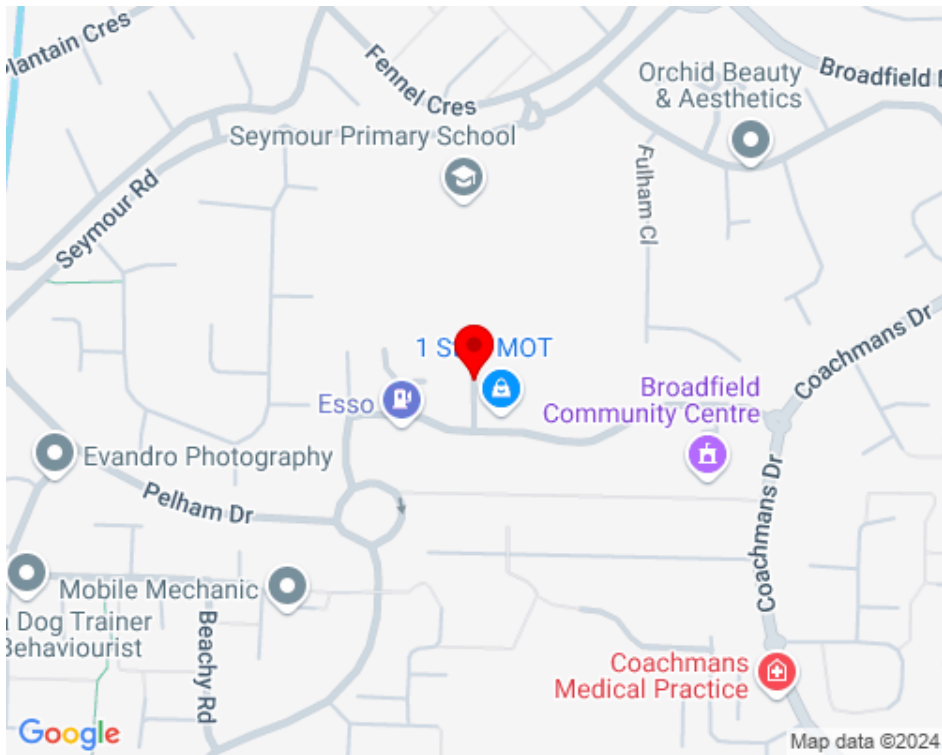 Plantain Cres
Fennel Cres
Orchid Beauty
& Aesthetics
Broadfield
Seymour Primary School
Fulham Cl
Seymour Rd
Coachmans Dr
1 S
MOT
Esso
Broadfield
Community Centre
Evandro Photography
Pelham Dr
Coachmans Dr
Mobile Mechanic
Dog Trainer
Behaviourist
Beachy Rd
Coachmans
Medical Practice
Google
Map data ©2024